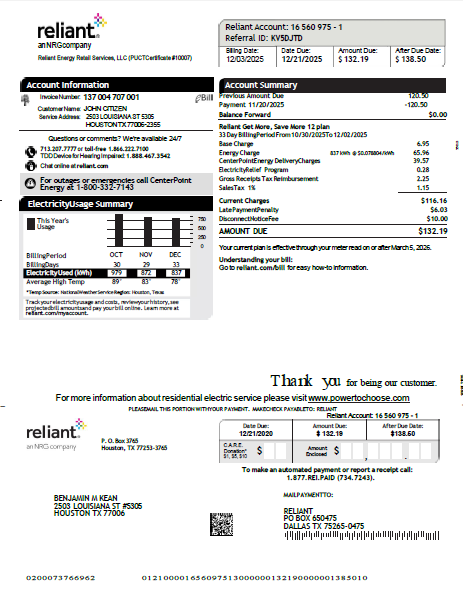 reliant
an NRG company
Reliant Energy Retail Services, LLC (PUCT Certificate #10007)
Reliant Account: 16 560 975 - 1
Referral ID: KV5DJTD
Billing Date: Date Due: Amount Due: After Due Date:
12/03/2025 12/21/2025 $ 132.19 $ 138.50
Account Information
Invoice Number: 137 004 707 001
eBill
Customer Name: JOHN CITIZEN
Service Address: 2503 LOUISIANA ST 5305
HOUSTON TX 77006-2355
Questions or comments? We're available 24/7
713.207.7777 or toll-free 1.866.222.7100
TDD Device for Hearing Impaired: 1.888.467.3542
Chat online at reliant.com
For outages or emergencies call CenterPoint
Energy at 1-800-332-7143
Electricity Usage Summary
This Year's
Usage
750
500
250
0
Billing Period OCT NOV DEC
Billing Days 30 29 33
Electricity Used (kWh) 979 872 837
Average High Temp 89° 83° 78°
*Temp Source: National Weather Service Region: Houston, Texas
Track your electricity usage and costs, review your history, see
projected bill amounts and pay your bill online. Learn more at
reliant.com/myaccount.
Account Summary
Previous Amount Due 120.50
Payment 11/20/2025 -120.50
Balance Forward $0.00
Reliant Get More, Save More 12 plan
33 Day Billing Period From 10/30/2025 To 12/02/2025
Base Charge 6.95
Energy Charge 837 kWh @ $0.078804/kWh 65.96
CenterPoint Energy Delivery Charges 39.57
Electricity Relief Program 0.28
Gross Receipts Tax Reimbursement 2.25
Sales Tax 1% 1.15
Current Charges $116.16
Late Payment Penalty $6.03
Disconnect Notice Fee $10.00
AMOUNT DUE $132.19
Your current plan is effective through your meter read on or after March 5, 2026.
Understanding your bill:
Go to reliant.com/bill for easy how-to information.
Thank you for being our customer.
For more information about residential electric service please visit www.powertochoose.com
PLEASE MAIL THIS PORTION WITH YOUR PAYMENT. MAKE CHECK PAYABLE TO: RELIANT
Reliant Account: 16 560 975 - 1
reliant
an NRG company
P. O. Box 3765
Houston, TX 77253-3765
Date Due: Amount Due: After Due Date:
12/21/2020 $ 132.19 $138.50
C.A.R.E.
Donation*
$1, $5, $10
$
Amount
Enclosed
$
To make an automated payment or report a receipt call:
1.877.REI.PAID (734.7243).
BENJAMIN M KEAN
2503 LOUISIANA ST #5305
HOUSTON TX 77006
MAIL PAYMENT TO:
RELIANT
PO BOX 650475
DALLAS TX 75265-0475
0200073766962 012100001656097513000000132190000001385010